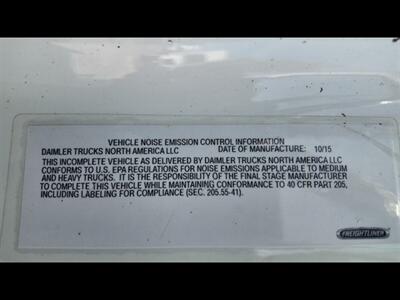 VEHICLE NOISE EMISSION CONTROL INFORMATION
DAIMLER TRUCKS NORTH AMERICA LLC DATE OF MANUFACTURE: 10/15
THIS INCOMPLETE VEHICLE AS DELIVERED BY DAIMLER TRUCKS NORTH AMERICA LLC
CONFORMS TO U.S. EPA REGULATIONS FOR NOISE EMISSIONS APPLICABLE TO MEDIUM
AND HEAVY TRUCKS. IT IS THE RESPONSIBILITY OF THE FINAL STAGE MANUFACTURER
TO COMPLETE THIS VEHICLE WHILE MAINTAINING CONFORMANCE TO 40 CFR PART 205,
INCLUDING LABELING FOR COMPLIANCE (SEC. 205.55-41).
FREIGHTLINER